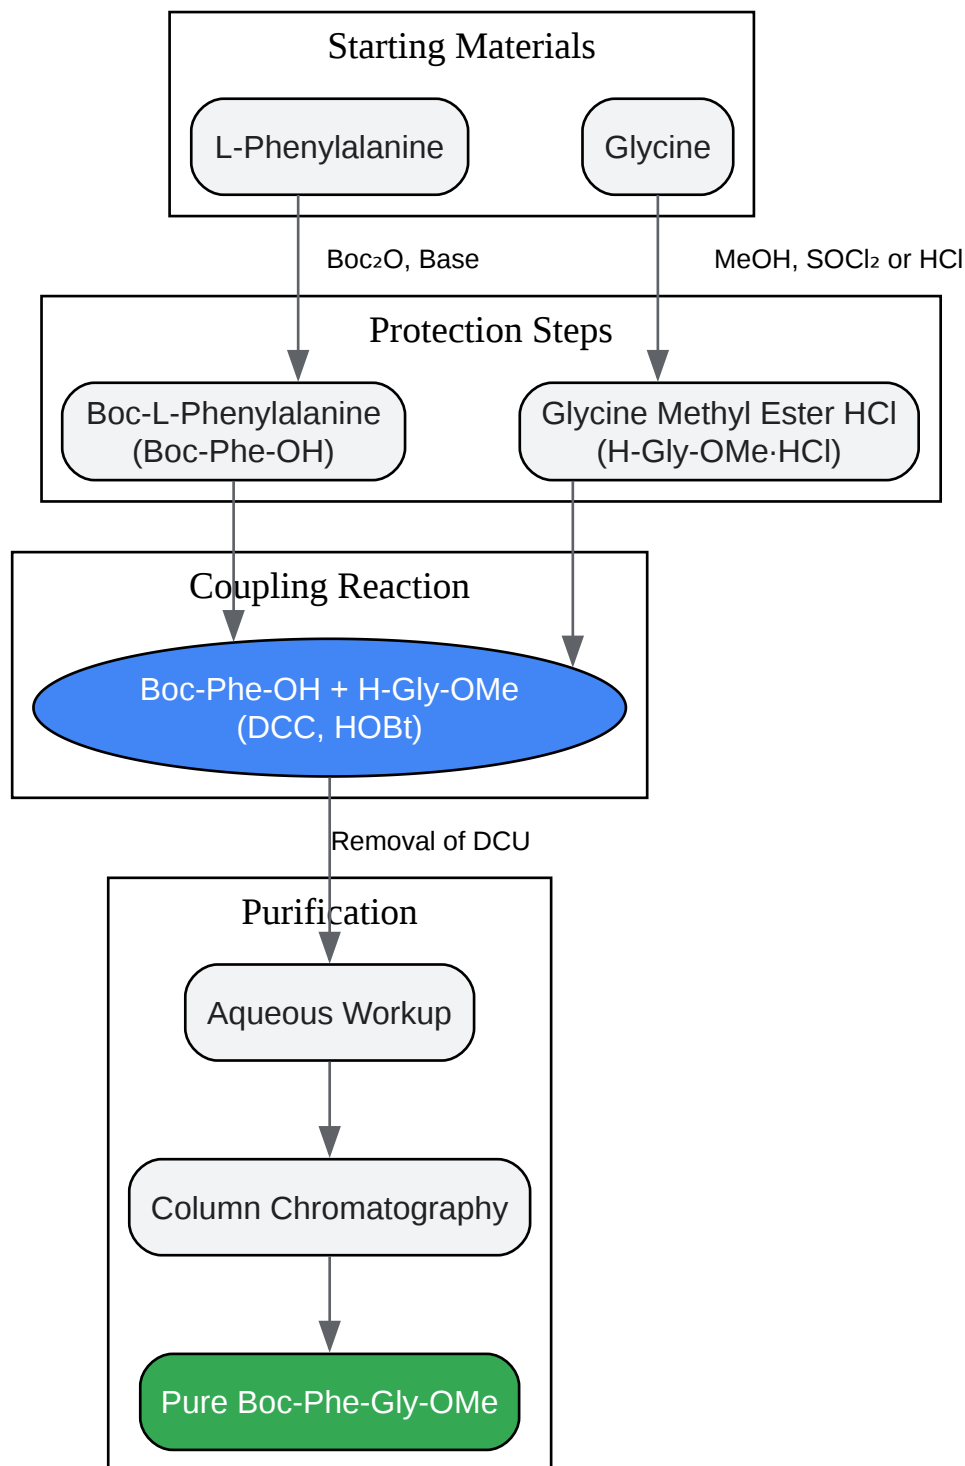 Starting Materials
L-Phenylalanine
Glycine
Boc₂O, Base
MeOH, SOCl₂ or HCl
Protection Steps
Boc-L-Phenylalanine
(Boc-Phe-OH)
Glycine Methyl Ester HCl
(H-Gly-OMe·HCl)
Coupling Reaction
Boc-Phe-OH + H-Gly-OMe
(DCC, HOBt)
Removal of DCU
Purification
Aqueous Workup
Column Chromatography
Pure Boc-Phe-Gly-OMe